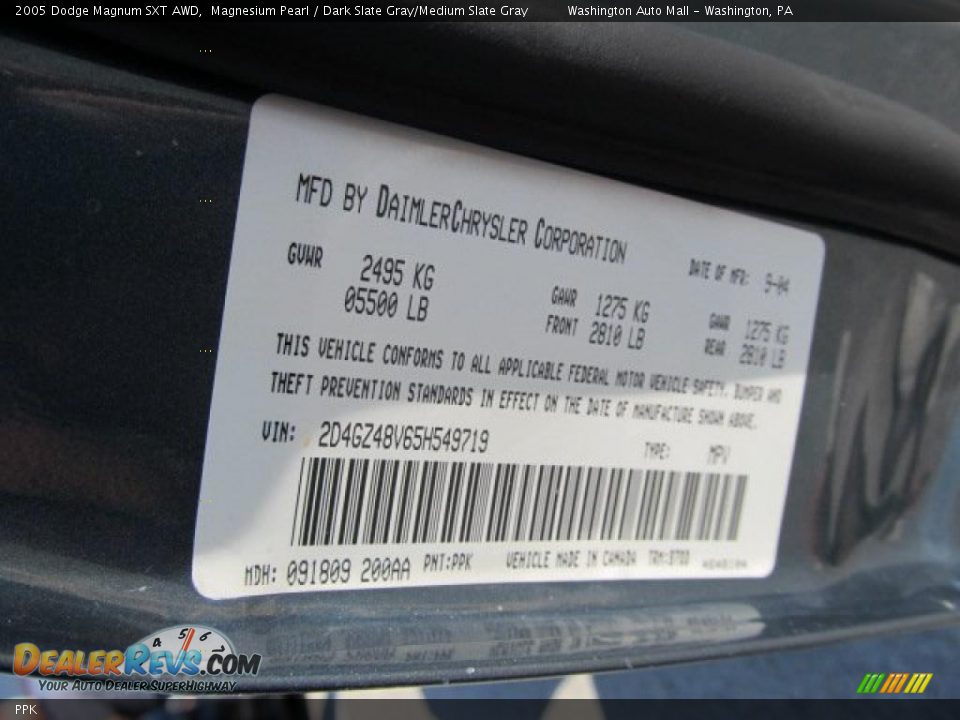 2005 Dodge Magnum SXT AWD,  Magnesium Pearl / Dark Slate Gray/Medium Slate Gray    Washington Auto Mall - Washington, PA
MFD BY DAIMLERCHRYSLER CORPORATION
DATE OF MFR: 9-04
GVWR 2495 KG
05500 LB
GAWR 1275 KG
FRONT 2810 LB
GAWR 1275 KG
REAR 2810 LB
THIS VEHICLE CONFORMS TO ALL APPLICABLE FEDERAL MOTOR VEHICLE SAFETY, BUMPER AND
THEFT PREVENTION STANDARDS IN EFFECT ON THE DATE OF MANUFACTURE SHOWN ABOVE.
VIN: 2D4GZ48V65H549719 TYPE: MPV
MDH: 091809 200AA PNT:PPK VEHICLE MADE IN CANADA
4 5 6
DEALERREVS.COM
YOUR AUTO DEALER SUPERHIGHWAY
PPK